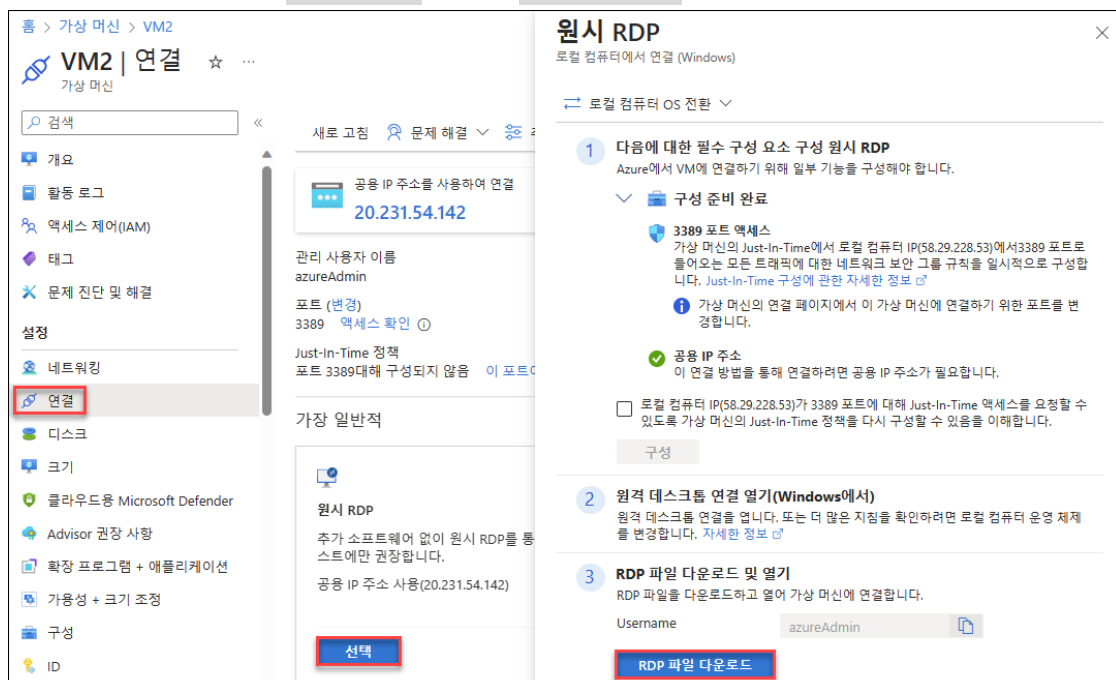 홈 > 가상 머신 > VM2
VM2 | 연결
가상 머신
검색
개요
활동 로그
액세스 제어(IAM)
태그
문제 진단 및 해결
설정
네트워킹
연결
디스크
크기
클라우드용 Microsoft Defender
Advisor 권장 사항
확장 프로그램 + 애플리케이션
가용성 + 크기 조정
구성
ID
새로 고침 문제 해결
공용 IP 주소를 사용하여 연결
20.231.54.142
관리 사용자 이름
azureAdmin
포트 (변경)
3389 액세스 확인
Just-In-Time 정책
포트 3389대해 구성되지 않음 이 포트에
가장 일반적
원시 RDP
추가 소프트웨어 없이 원시 RDP를 통
스트에만 권장합니다.
공용 IP 주소 사용(20.231.54.142)
선택
원시 RDP
로컬 컴퓨터에서 연결 (Windows)
로컬 컴퓨터 OS 전환
1 다음에 대한 필수 구성 요소 구성 원시 RDP
Azure에서 VM에 연결하기 위해 일부 기능을 구성해야 합니다.
구성 준비 완료
3389 포트 액세스
가상 머신의 Just-In-Time에서 로컬 컴퓨터 IP(58.29.228.53)에서3389 포트로
들어오는 모든 트래픽에 대한 네트워크 보안 그룹 규칙을 일시적으로 구성합
니다. Just-In-Time 구성에 관한 자세한 정보
가상 머신의 연결 페이지에서 이 가상 머신에 연결하기 위한 포트를 변
경합니다.
공용 IP 주소
이 연결 방법을 통해 연결하려면 공용 IP 주소가 필요합니다.
로컬 컴퓨터 IP(58.29.228.53)가 3389 포트에 대해 Just-In-Time 액세스를 요청할 수
있도록 가상 머신의 Just-In-Time 정책을 다시 구성할 수 있음을 이해합니다.
구성
2 원격 데스크톱 연결 열기(Windows에서)
원격 데스크톱 연결을 엽니다. 또는 더 많은 지침을 확인하려면 로컬 컴퓨터 운영 체제
를 변경합니다. 자세한 정보
3 RDP 파일 다운로드 및 열기
RDP 파일을 다운로드하고 열어 가상 머신에 연결합니다.
Username azureAdmin
RDP 파일 다운로드